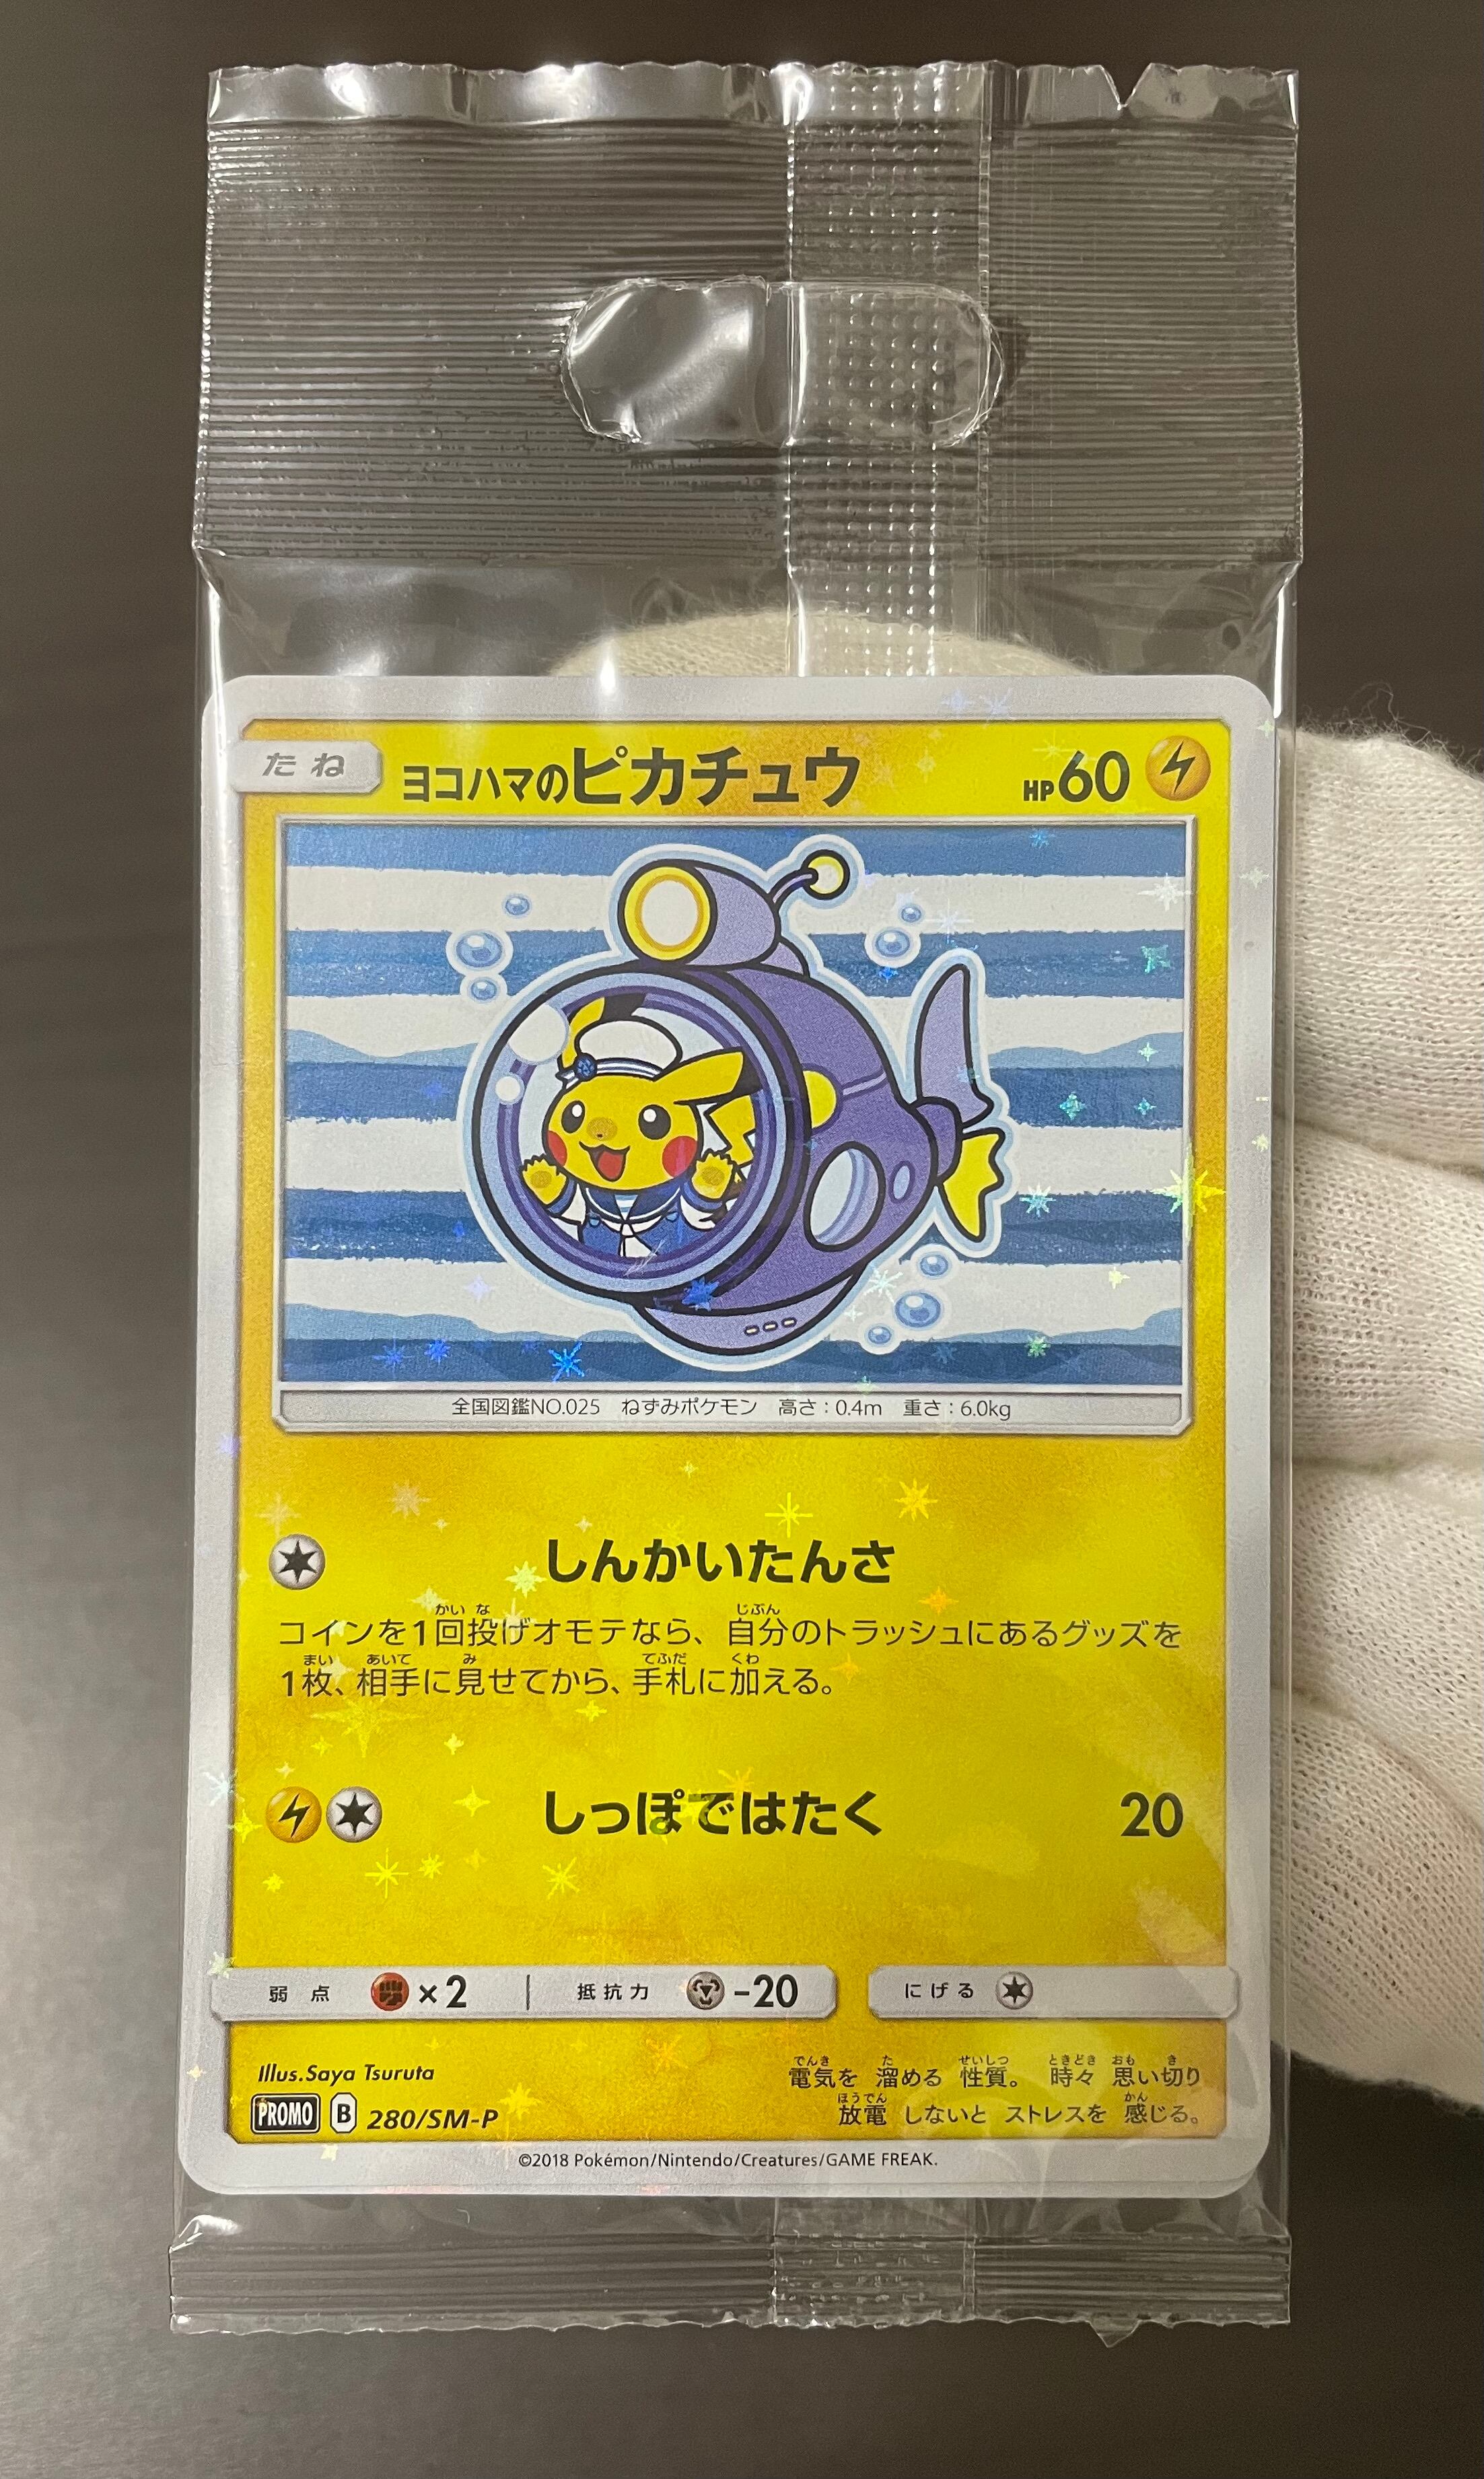 たね ヨコハマのピカチュウ HP60
全国図鑑NO.025 ねずみポケモン 高さ：0.4m 重さ：6.0kg
しんかいたんさ
コインを1回投げオモテなら、自分のトラッシュにあるグッズを
1枚、相手に見せてから、手札に加える。
しっぽではたく 20
弱点 ×2 抵抗力 -20 にげる
Illus.Saya Tsuruta
PROMO B 280/SM-P
電気を 溜める 性質。 時々 思い切り
放電 しないと ストレスを 感じる。
©2018 Pokémon/Nintendo/Creatures/GAME FREAK.